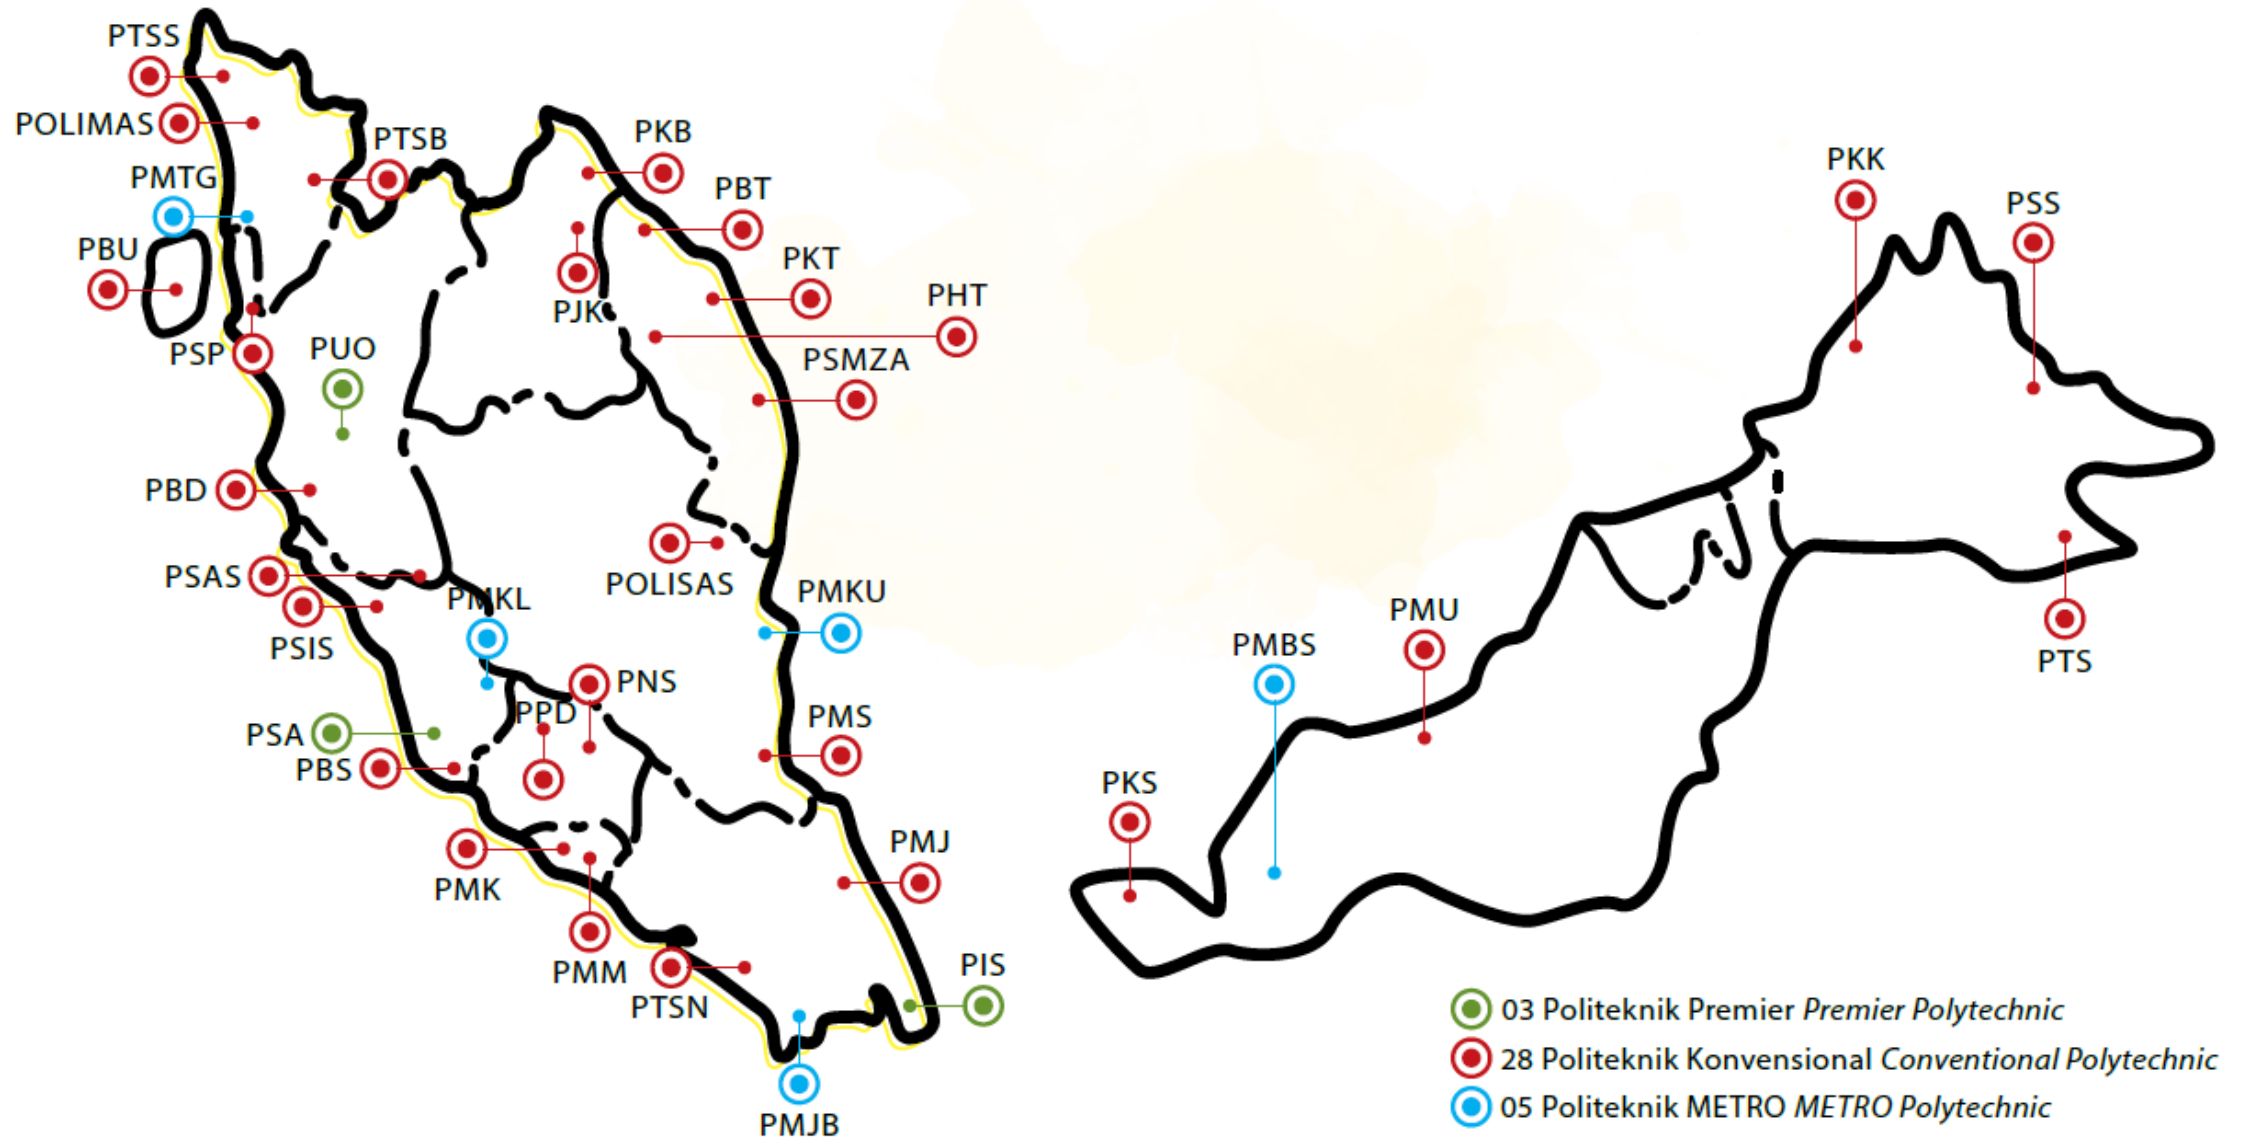 PTSS
POLIMAS
PTSB
PKB
PMTG
PBT
PBU
PKT
PJK
PHT
PSP
PUO
PSMZA
PBD
PSAS
POLISAS
PMKL
PMKU
PSIS
PNS
PPD
PMS
PSA
PBS
PMJ
PMK
PMM
PTSN
PIS
PMJB
PKK
PSS
PMU
PMBS
PTS
PKS
03 Politeknik Premier Premier Polytechnic
28 Politeknik Konvensional Conventional Polytechnic
05 Politeknik METRO METRO Polytechnic